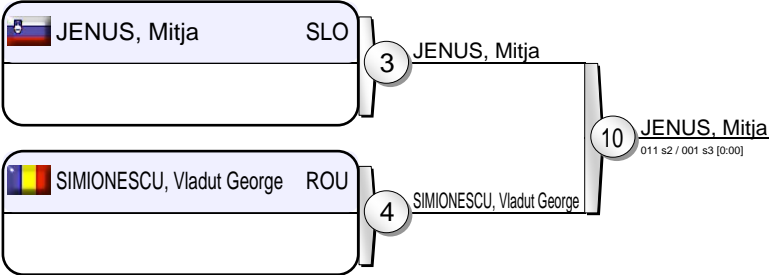 JENUS, Mitja SLO
3
JENUS, Mitja
10
JENUS, Mitja
011 s2 / 001 s3 [0:00]
SIMIONESCU, Vladut George ROU
4
SIMIONESCU, Vladut George